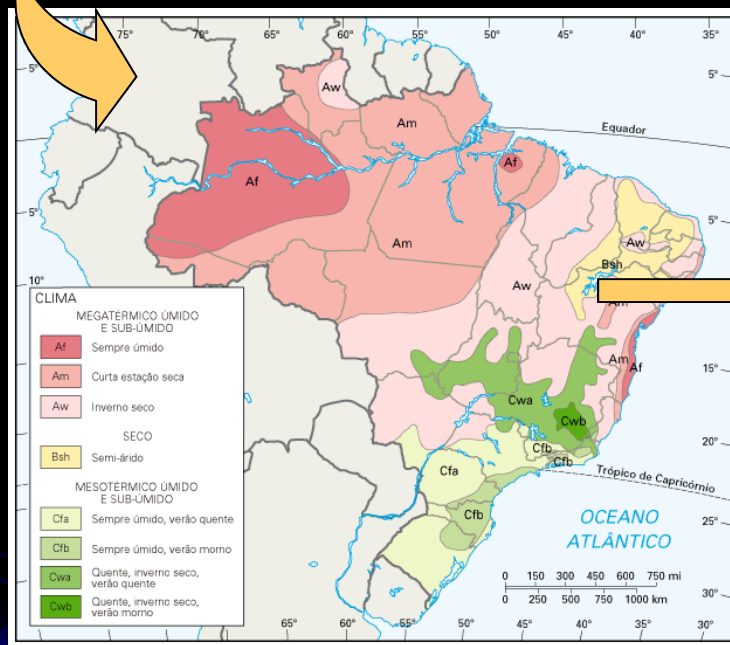 75° 70° 65° 60° 55° 50° 45° 40° 35°
5° 5°
Aw
Am
Equador
Af
Af
5° 5°
Am
Aw
Bsh
10°
Aw
Am
CLIMA
MEGATÉRMICO ÚMIDO
E SUB-ÚMIDO
Af Sempre úmido
Am Curta estação seca
Aw Inverno seco
SECO
Bsh Semi-árido
MESOTÉRMICO ÚMIDO
E SUB-ÚMIDO
Cfa Sempre úmido, verão quente
Cfb Sempre úmido, verão morno
Cwa Quente, inverno seco,
verão quente
Cwb Quente, inverno seco,
verão morno
Am
Af
15°
Cwa
Cwb
20°
Cfb
Cfb
Cfa
Trópico de Capricórnio
Cfb
OCEANO
ATLÂNTICO
25°
0 150 300 450 600 750 mi
0 250 500 750 1000 km
30°
65° 60° 55° 50° 45° 40° 35° 30°